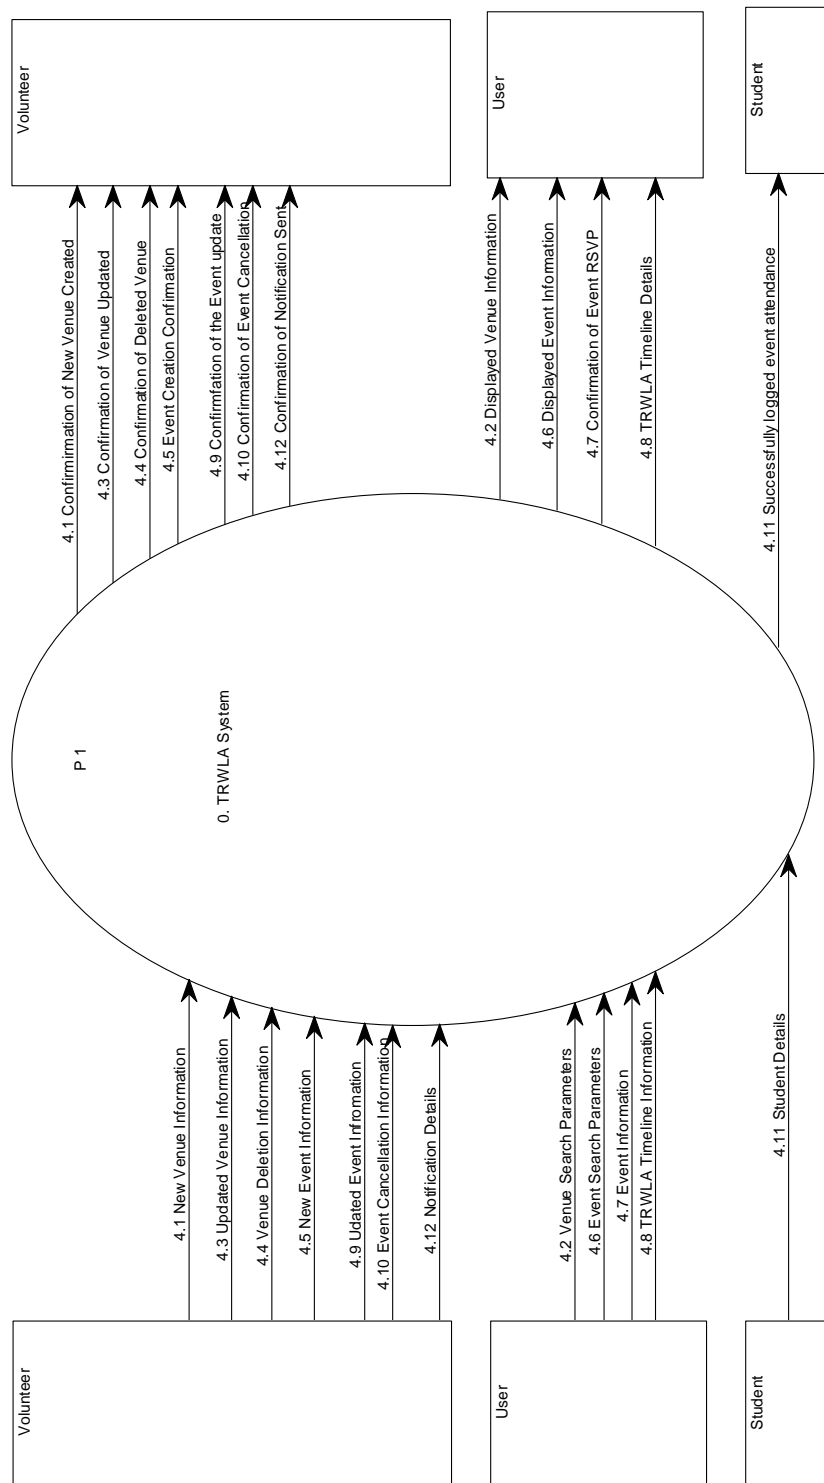 Volunteer
4.1 New Venue Information
4.3 Updated Venue Information
4.4 Venue Deletion Information
4.5 New Event Information
4.9 Udated Event Infromation
4.10 Event Cancellation Information
4.12 Notification Details
User
4.2 Venue Search Parameters
4.6 Event Search Parameters
4.7 Event Information
4.8 TRWLA Timeline Information
Student
4.11 Student Details
P 1
0. TRWLA System
Volunteer
4.1 Confirmirmation of New Venue Created
4.3 Confirmation of Venue Updated
4.4 Confirmation of Deleted Venue
4.5 Event Creation Confirmation
4.9 Confirmfation of the Event update
4.10 Confirmation of Event Cancellation
4.12 Confirmation of Notification Sent
User
4.2 Displayed Venue Information
4.6 Displayed Event Information
4.7 Confirmation of Event RSVP
4.8 TRWLA Timeline Details
Student
4.11 Successfully logged event attendance